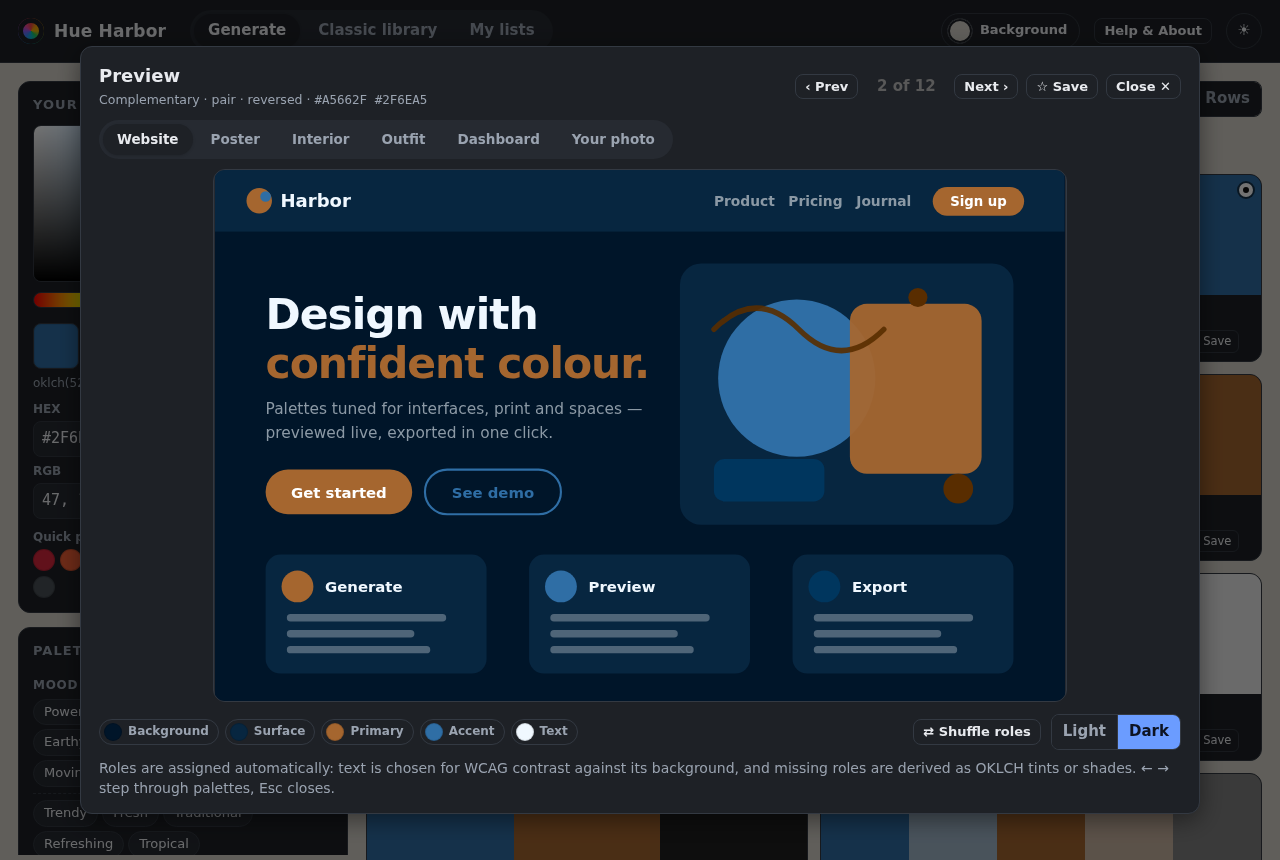 Hue Harbor
Generate
Classic library
My lists
Background
Help & About
☀
Preview
Complementary · pair · reversed · #A5662F #2F6EA5
‹ Prev
2 of 12
Next ›
☆ Save
Close ✕
Website
Poster
Interior
Outfit
Dashboard
Your photo
Harbor
Product
Pricing
Journal
Sign up
Design with
confident colour.
Palettes tuned for interfaces, print and spaces —
previewed live, exported in one click.
Get started
See demo
Generate
Preview
Export
Background
Surface
Primary
Accent
Text
⇄ Shuffle roles
Light
Dark
Roles are assigned automatically: text is chosen for WCAG contrast against its background, and missing roles are derived as OKLCH tints or shades. ← →
step through palettes, Esc closes.
YOUR
HEX
RGB
47,
Quick
MOOD
Trendy
Fresh
Traditional
Refreshing
Tropical
Rows
Save
Save
Save